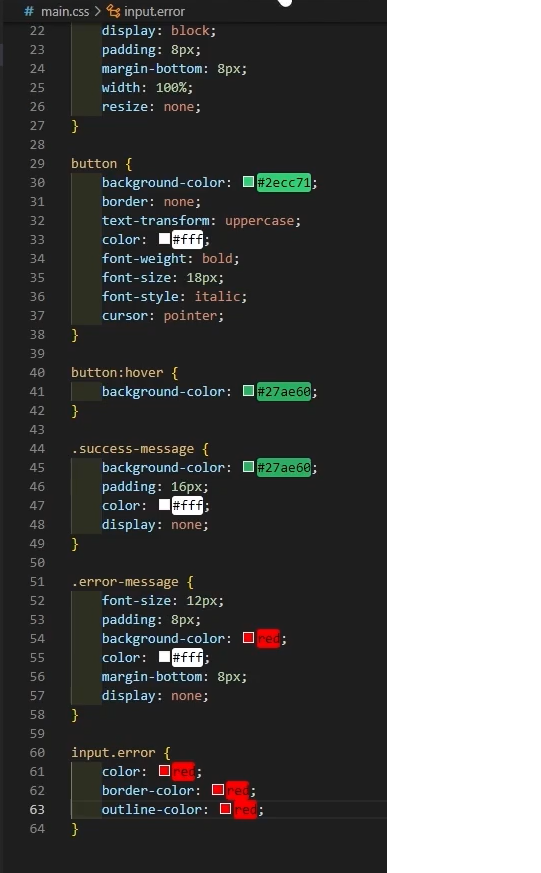 # main.css > input.error
22 display: block;
23 padding: 8px;
24 margin-bottom: 8px;
25 width: 100%;
26 resize: none;
27 }
28
29 button {
30 background-color: #2ecc71;
31 border: none;
32 text-transform: uppercase;
33 color: #fff;
34 font-weight: bold;
35 font-size: 18px;
36 font-style: italic;
37 cursor: pointer;
38 }
39
40 button:hover {
41 background-color: #27ae60;
42 }
43
44 .success-message {
45 background-color: #27ae60;
46 padding: 16px;
47 color: #fff;
48 display: none;
49 }
50
51 .error-message {
52 font-size: 12px;
53 padding: 8px;
54 background-color: red;
55 color: #fff;
56 margin-bottom: 8px;
57 display: none;
58 }
59
60 input.error {
61 color: red;
62 border-color: red;
63 outline-color: red;
64 }